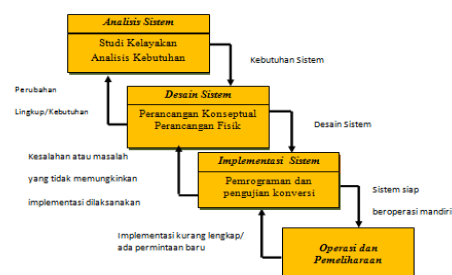 Analisis Sistem
Studi Kelayakan
Analisis Kebutuhan
Kebutuhan Sistem
Perubahan
Lingkup/Kebutuhan
Desain Sistem
Perancangan Konseptual
Perancangan Fisik
Desain Sistem
Kesalahan atau masalah
yang tidak memungkinkan
implementasi dilaksanakan
Implementasi Sistem
Pemrograman dan
pengujian konversi
Sistem siap
beroperasi mandiri
Implementasi kurang lengkap/
ada permintaan baru
Operasi dan
Pemeliharaan